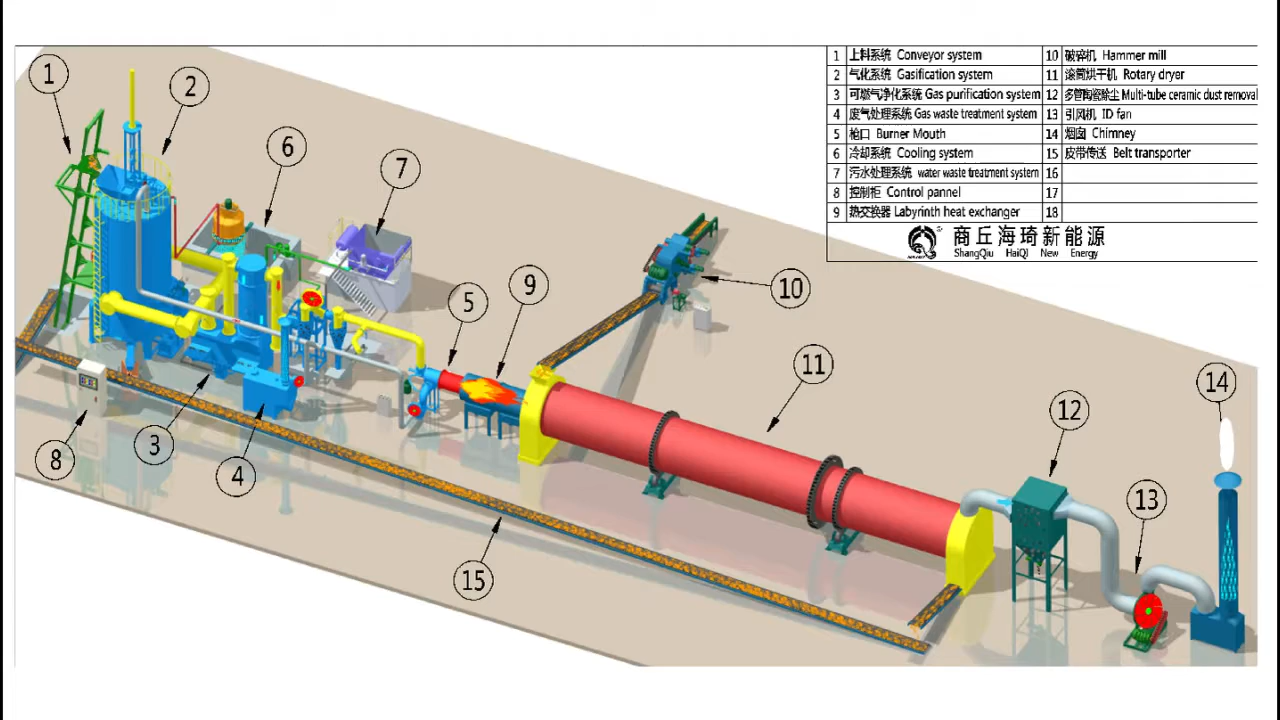 1 上料系统 Conveyor system 10 破碎机 Hammer mill
2 气化系统 Gasification system 11 滚筒烘干机 Rotary dryer
3 可燃气净化系统 Gas purification system 12 多管陶瓷除尘 Multi-tube ceramic dust removal
4 废气处理系统 Gas waste treatment system 13 引风机 ID fan
5 枪口 Burner Mouth 14 烟囱 Chimney
6 冷却系统 Cooling system 15 皮带传送 Belt transporter
7 污水处理系统 water waste treatment system 16
8 控制柜 Control pannel 17
9 热交换器 Labyrinth heat exchanger 18
商丘海琦新能源
ShangQiu HaiQi New Energy
1
2
6
7
5
9
10
11
14
12
13
8
3
4
15